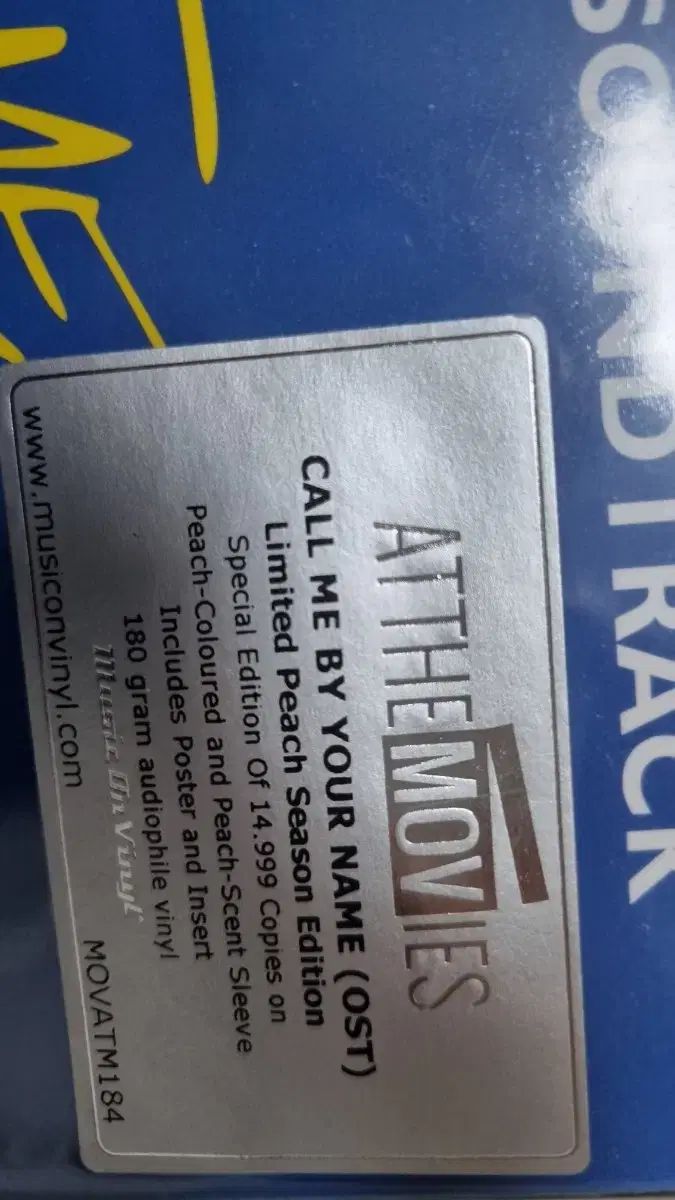 SOUNDTRACK
AT THE MOVIES
CALL ME BY YOUR NAME (OST)
Limited Peach Season Edition
Special Edition Of 14.999 Copies on
Peach-Coloured and Peach-Scent Sleeve
Includes Poster and Insert
180 gram audiophile vinyl
Music On Vinyl
www.musiconvinyl.com
MOVATM184
ME